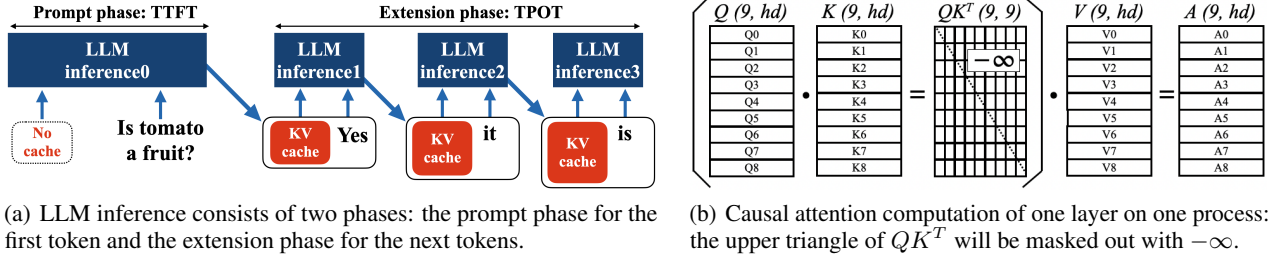 Prompt phase: TTFT
Extension phase: TPOT
LLM
inference0
LLM
inference1
LLM
inference2
LLM
inference3
No
cache
Is tomato
a fruit?
KV
cache
Yes
KV
cache
it
KV
cache
is
(a) LLM inference consists of two phases: the prompt phase for the
first token and the extension phase for the next tokens.
Q (9, hd)
K (9, hd)
QK^T (9, 9)
V (9, hd)
A (9, hd)
Q0
Q1
Q2
Q3
Q4
Q5
Q6
Q7
Q8
•
K0
K1
K2
K3
K4
K5
K6
K7
K8
=
−∞
•
V0
V1
V2
V3
V4
V5
V6
V7
V8
=
A0
A1
A2
A3
A4
A5
A6
A7
A8
(b) Causal attention computation of one layer on one process:
the upper triangle of QK^T will be masked out with −∞.